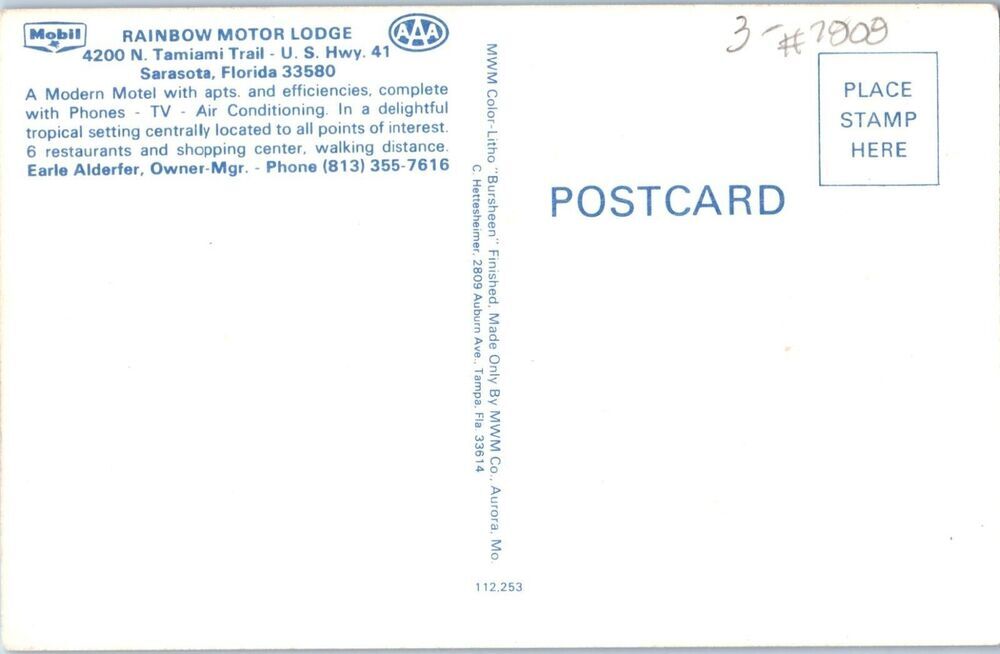 Mobil
RAINBOW MOTOR LODGE
AAA
4200 N. Tamiami Trail - U. S. Hwy. 41
Sarasota, Florida 33580
A Modern Motel with apts. and efficiencies, complete
with Phones - TV - Air Conditioning. In a delightful
tropical setting centrally located to all points of interest.
6 restaurants and shopping center, walking distance.
Earle Alderfer, Owner-Mgr. - Phone (813) 355-7616
MWM Color-Litho "Bursheen" Finished, Made Only By MWM Co., Aurora, Mo.
C. Hettesheimer, 2809 Auburn Ave., Tampa, Fla 33614
112,253
3-
PLACE
STAMP
HERE
POSTCARD